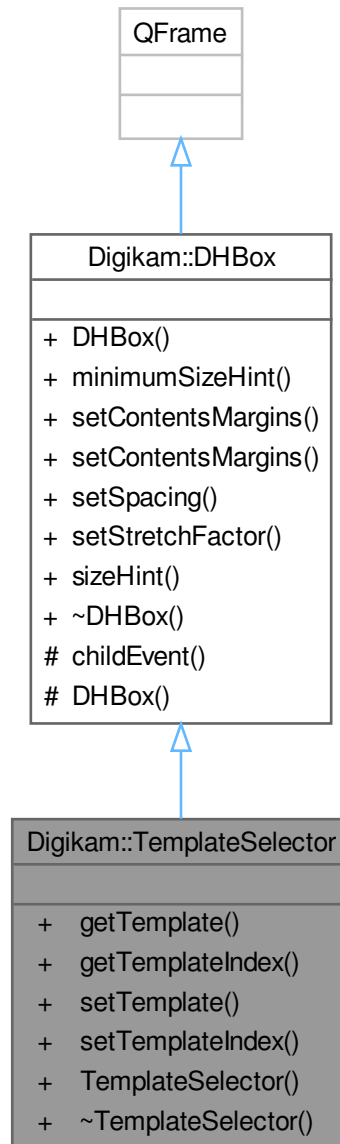 QFrame
Digikam::DHBox
+ DHBox()
+ minimumSizeHint()
+ setContentsMargins()
+ setContentsMargins()
+ setSpacing()
+ setStretchFactor()
+ sizeHint()
+ ~DHBox()
# childEvent()
# DHBox()
Digikam::TemplateSelector
+ getTemplate()
+ getTemplateIndex()
+ setTemplate()
+ setTemplateIndex()
+ TemplateSelector()
+ ~TemplateSelector()